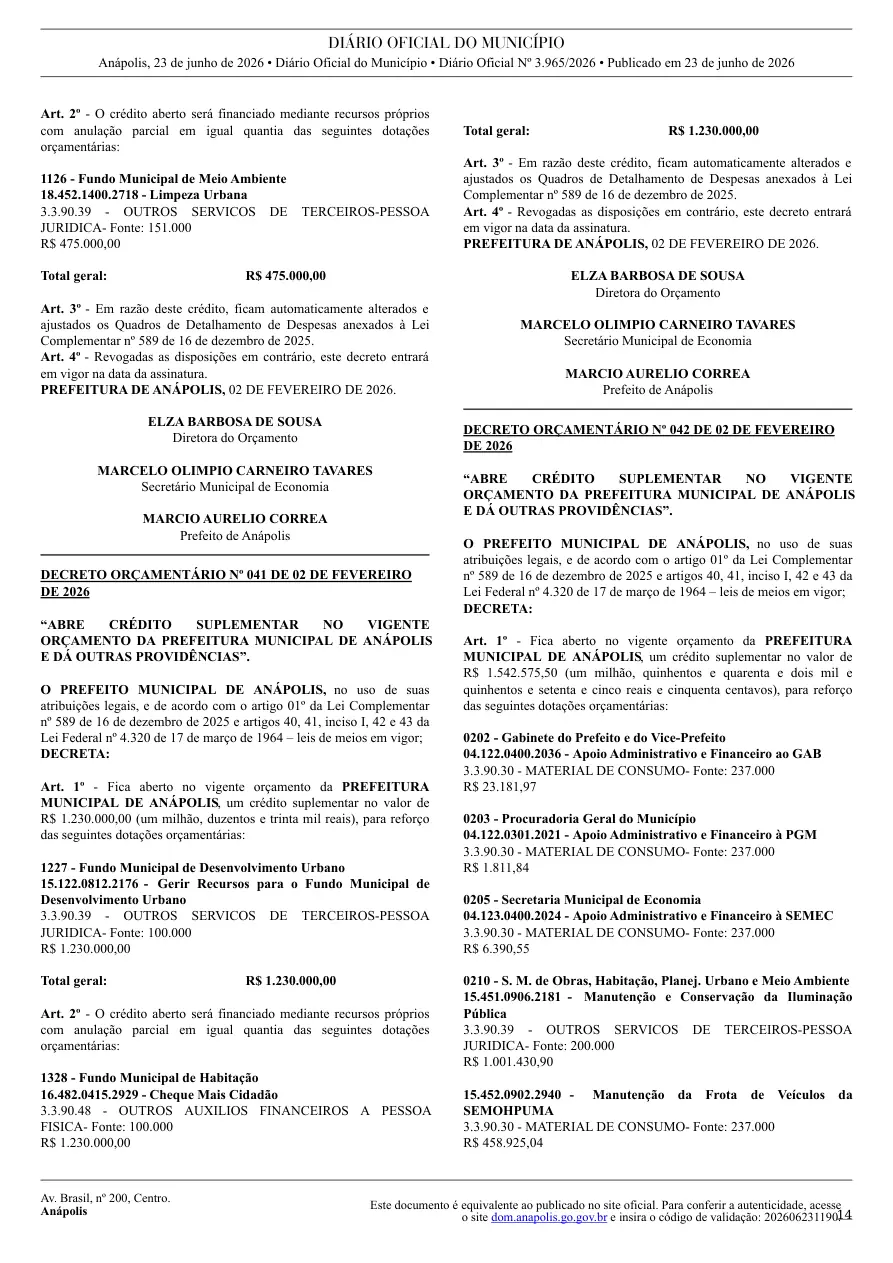 DIÁRIO OFICIAL DO MUNICÍPIO
Anápolis, 23 de junho de 2026 • Diário Oficial do Município • Diário Oficial Nº 3.965/2026 • Publicado em 23 de junho de 2026
Art. 2º - O crédito aberto será financiado mediante recursos próprios
com anulação parcial em igual quantia das seguintes dotações
orçamentárias:
1126 - Fundo Municipal de Meio Ambiente
18.452.1400.2718 - Limpeza Urbana
3.3.90.39 - OUTROS SERVICOS DE TERCEIROS-PESSOA
JURIDICA- Fonte: 151.000
R$ 475.000,00
Total geral: R$ 475.000,00
Art. 3º - Em razão deste crédito, ficam automaticamente alterados e
ajustados os Quadros de Detalhamento de Despesas anexados à Lei
Complementar nº 589 de 16 de dezembro de 2025.
Art. 4º - Revogadas as disposições em contrário, este decreto entrará
em vigor na data da assinatura.
PREFEITURA DE ANÁPOLIS, 02 DE FEVEREIRO DE 2026.
ELZA BARBOSA DE SOUSA
Diretora do Orçamento
MARCELO OLIMPIO CARNEIRO TAVARES
Secretário Municipal de Economia
MARCIO AURELIO CORREA
Prefeito de Anápolis
DECRETO ORÇAMENTÁRIO Nº 041 DE 02 DE FEVEREIRO
DE 2026
“ABRE CRÉDITO SUPLEMENTAR NO VIGENTE
ORÇAMENTO DA PREFEITURA MUNICIPAL DE ANÁPOLIS
E DÁ OUTRAS PROVIDÊNCIAS”.
O PREFEITO MUNICIPAL DE ANÁPOLIS, no uso de suas
atribuições legais, e de acordo com o artigo 01º da Lei Complementar
nº 589 de 16 de dezembro de 2025 e artigos 40, 41, inciso I, 42 e 43 da
Lei Federal nº 4.320 de 17 de março de 1964 – leis de meios em vigor;
DECRETA:
Art. 1º - Fica aberto no vigente orçamento da PREFEITURA
MUNICIPAL DE ANÁPOLIS, um crédito suplementar no valor de
R$ 1.230.000,00 (um milhão, duzentos e trinta mil reais), para reforço
das seguintes dotações orçamentárias:
1227 - Fundo Municipal de Desenvolvimento Urbano
15.122.0812.2176 - Gerir Recursos para o Fundo Municipal de
Desenvolvimento Urbano
3.3.90.39 - OUTROS SERVICOS DE TERCEIROS-PESSOA
JURIDICA- Fonte: 100.000
R$ 1.230.000,00
Total geral: R$ 1.230.000,00
Art. 2º - O crédito aberto será financiado mediante recursos próprios
com anulação parcial em igual quantia das seguintes dotações
orçamentárias:
1328 - Fundo Municipal de Habitação
16.482.0415.2929 - Cheque Mais Cidadão
3.3.90.48 - OUTROS AUXILIOS FINANCEIROS A PESSOA
FISICA- Fonte: 100.000
R$ 1.230.000,00
Total geral: R$ 1.230.000,00
Art. 3º - Em razão deste crédito, ficam automaticamente alterados e
ajustados os Quadros de Detalhamento de Despesas anexados à Lei
Complementar nº 589 de 16 de dezembro de 2025.
Art. 4º - Revogadas as disposições em contrário, este decreto entrará
em vigor na data da assinatura.
PREFEITURA DE ANÁPOLIS, 02 DE FEVEREIRO DE 2026.
ELZA BARBOSA DE SOUSA
Diretora do Orçamento
MARCELO OLIMPIO CARNEIRO TAVARES
Secretário Municipal de Economia
MARCIO AURELIO CORREA
Prefeito de Anápolis
DECRETO ORÇAMENTÁRIO Nº 042 DE 02 DE FEVEREIRO
DE 2026
“ABRE CRÉDITO SUPLEMENTAR NO VIGENTE
ORÇAMENTO DA PREFEITURA MUNICIPAL DE ANÁPOLIS
E DÁ OUTRAS PROVIDÊNCIAS”.
O PREFEITO MUNICIPAL DE ANÁPOLIS, no uso de suas
atribuições legais, e de acordo com o artigo 01º da Lei Complementar
nº 589 de 16 de dezembro de 2025 e artigos 40, 41, inciso I, 42 e 43 da
Lei Federal nº 4.320 de 17 de março de 1964 – leis de meios em vigor;
DECRETA:
Art. 1º - Fica aberto no vigente orçamento da PREFEITURA
MUNICIPAL DE ANÁPOLIS, um crédito suplementar no valor de
R$ 1.542.575,50 (um milhão, quinhentos e quarenta e dois mil e
quinhentos e setenta e cinco reais e cinquenta centavos), para reforço
das seguintes dotações orçamentárias:
0202 - Gabinete do Prefeito e do Vice-Prefeito
04.122.0400.2036 - Apoio Administrativo e Financeiro ao GAB
3.3.90.30 - MATERIAL DE CONSUMO- Fonte: 237.000
R$ 23.181,97
0203 - Procuradoria Geral do Município
04.122.0301.2021 - Apoio Administrativo e Financeiro à PGM
3.3.90.30 - MATERIAL DE CONSUMO- Fonte: 237.000
R$ 1.811,84
0205 - Secretaria Municipal de Economia
04.123.0400.2024 - Apoio Administrativo e Financeiro à SEMEC
3.3.90.30 - MATERIAL DE CONSUMO- Fonte: 237.000
R$ 6.390,55
0210 - S. M. de Obras, Habitação, Planej. Urbano e Meio Ambiente
15.451.0906.2181 - Manutenção e Conservação da Iluminação
Pública
3.3.90.39 - OUTROS SERVICOS DE TERCEIROS-PESSOA
JURIDICA- Fonte: 200.000
R$ 1.001.430,90
15.452.0902.2940 - Manutenção da Frota de Veículos da
SEMOHPUMA
3.3.90.30 - MATERIAL DE CONSUMO- Fonte: 237.000
R$ 458.925,04
Av. Brasil, nº 200, Centro.
Anápolis
Este documento é equivalente ao publicado no site oficial. Para conferir a autenticidade, acesse
o site dom.anapolis.go.gov.br e insira o código de validação:
14